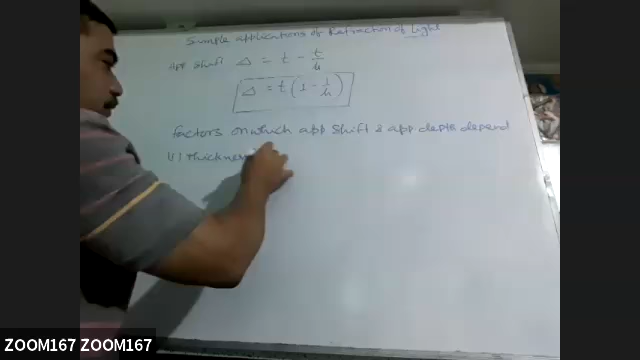 Simple applications of Refraction of Light
App shift Δ = t - t/μ
Δ = t(1 - 1/μ)
factors on which app shift & app depth depend
(i) Thickness
ZOOM167 ZOOM167